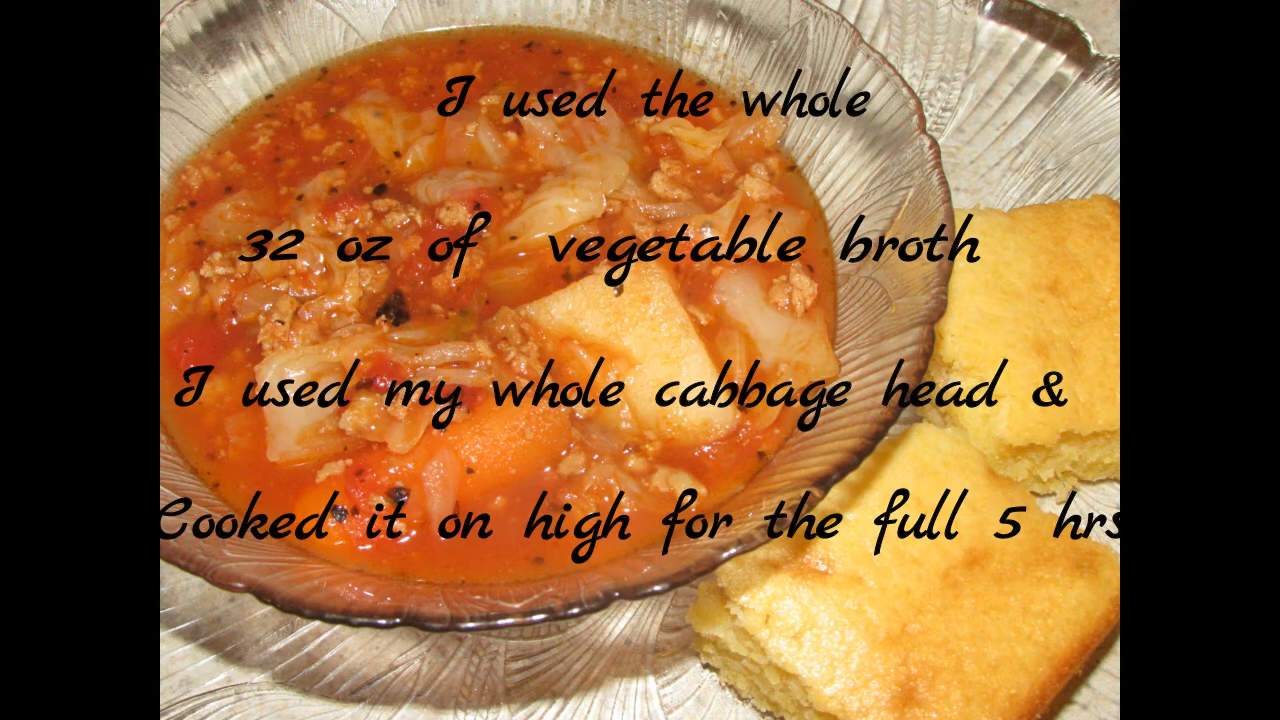 I used the whole
32 oz of vegetable broth
I used my whole cabbage head &
Cooked it on high for the full 5 hrs